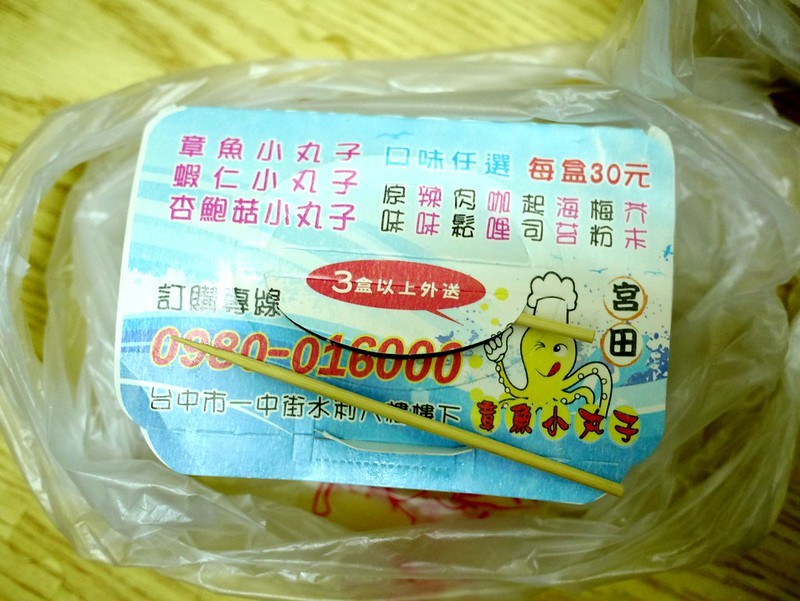 章魚小丸子
蝦仁小丸子
杏鮑菇小丸子
口味任選 每盒30元
原味 辣味 肉鬆 咖哩 起司 海苔 梅粉 芥末
3盒以上外送
訂購專線
0980-016000
台中市一中街水利大樓樓下
宮田
章魚小丸子